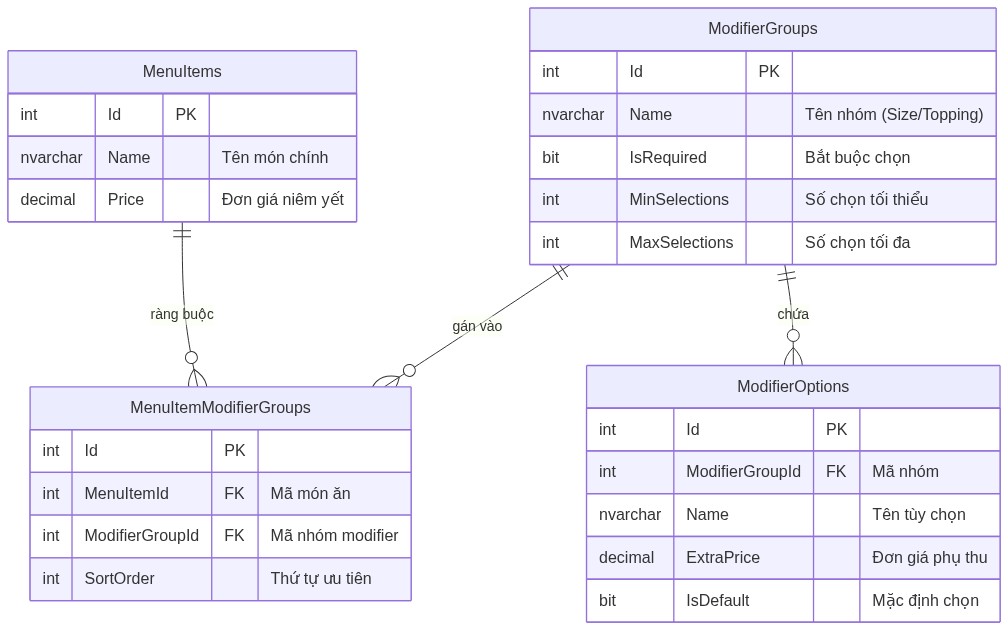 MenuItems
int Id PK
nvarchar Name Tên món chính
decimal Price Đơn giá niêm yết
ModifierGroups
int Id PK
nvarchar Name Tên nhóm (Size/Topping)
bit IsRequired Bắt buộc chọn
int MinSelections Số chọn tối thiểu
int MaxSelections Số chọn tối đa
ràng buộc
gán vào
chứa
MenuItemModifierGroups
int Id PK
int MenuItemId FK Mã món ăn
int ModifierGroupId FK Mã nhóm modifier
int SortOrder Thứ tự ưu tiên
ModifierOptions
int Id PK
int ModifierGroupId FK Mã nhóm
nvarchar Name Tên tùy chọn
decimal ExtraPrice Đơn giá phụ thu
bit IsDefault Mặc định chọn